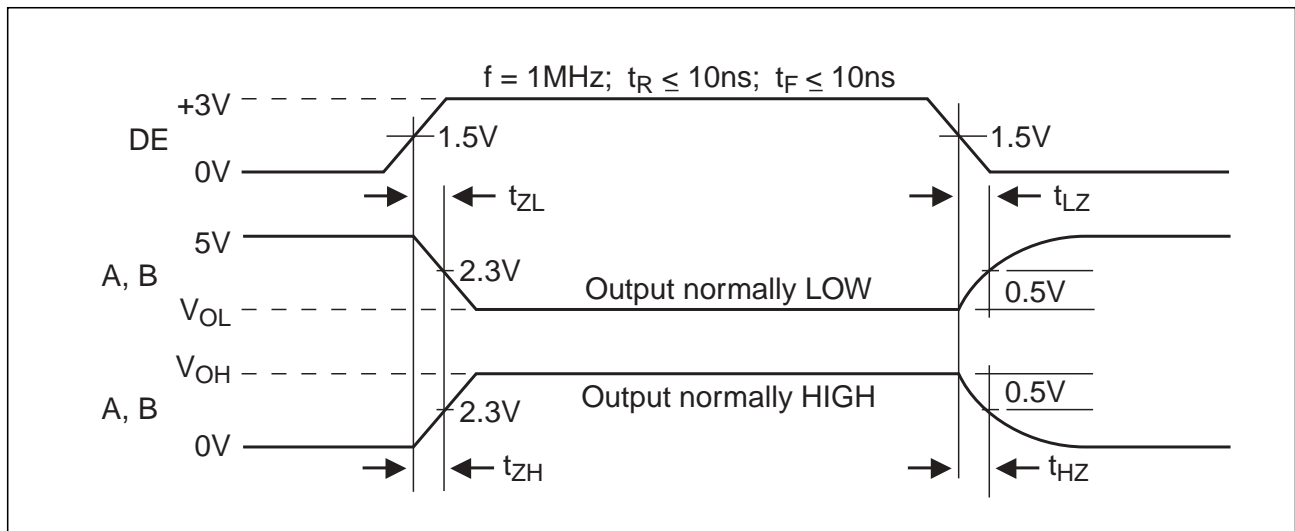 f = 1MHz; tR ≤ 10ns; tF ≤ 10ns
+3V
DE
1.5V
1.5V
0V
tZL
tLZ
5V
A, B
2.3V
Output normally LOW
0.5V
VOL
VOH
A, B
2.3V
Output normally HIGH
0.5V
0V
tZH
tHZ